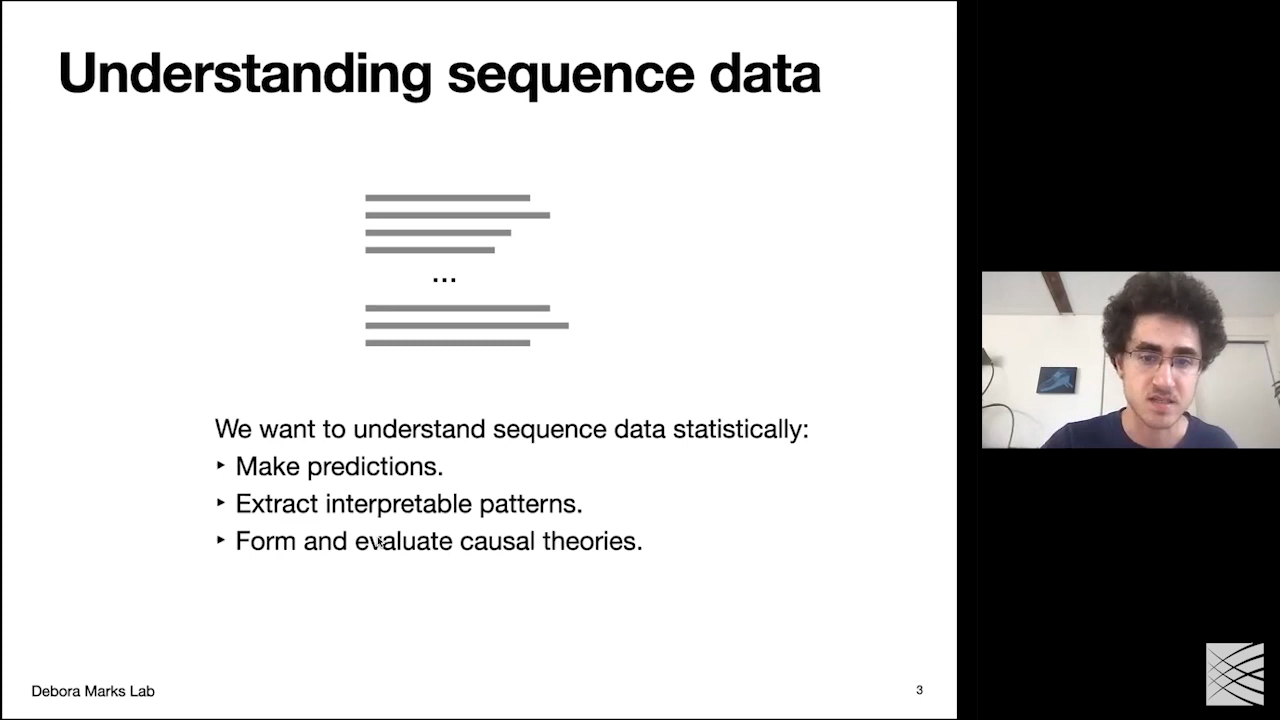 Understanding sequence data
...
We want to understand sequence data statistically:
‣ Make predictions.
‣ Extract interpretable patterns.
‣ Form and evaluate causal theories.
Debora Marks Lab
3